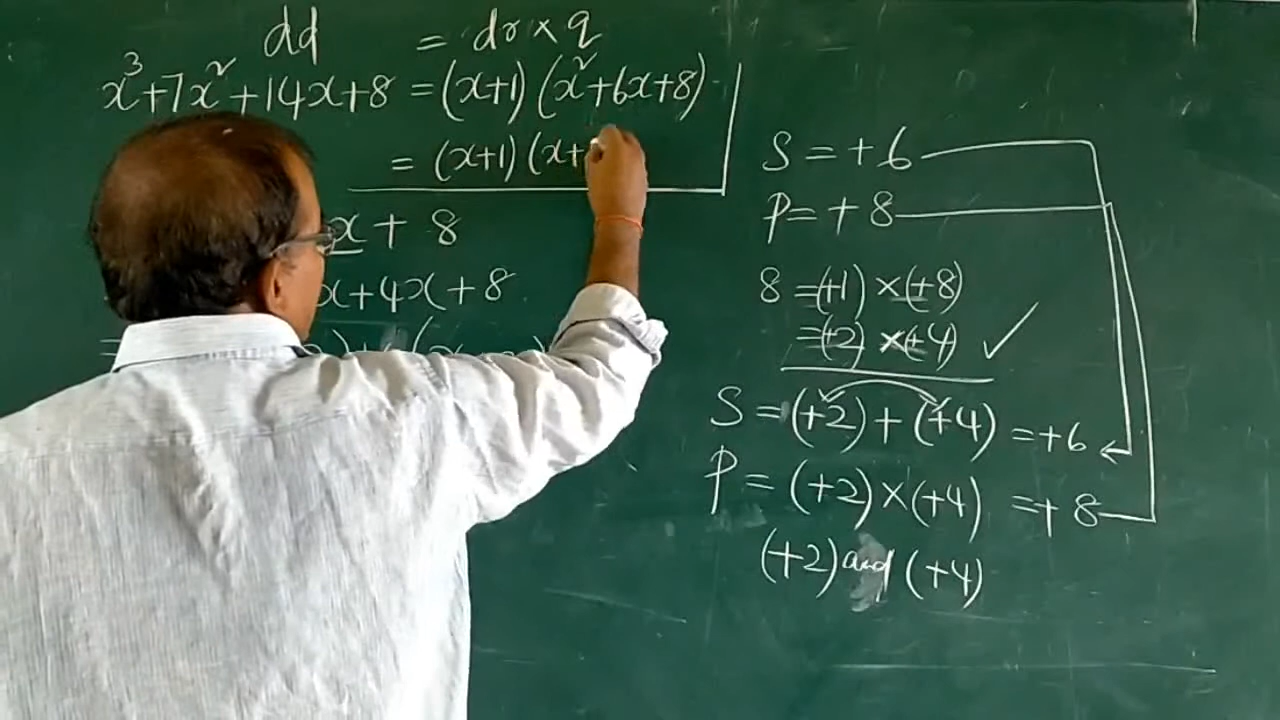 dd = dr × q
x³+7x²+14x+8 = (x+1) (x²+6x+8)
= (x+1) (x+
x + 8
x+4x+8
S = +6
P = +8
8 = (+1) × (+8)
= (+2) × (+4) ✓
S = (+2) + (+4) = +6
P = (+2) × (+4) = +8
(+2) and (+4)